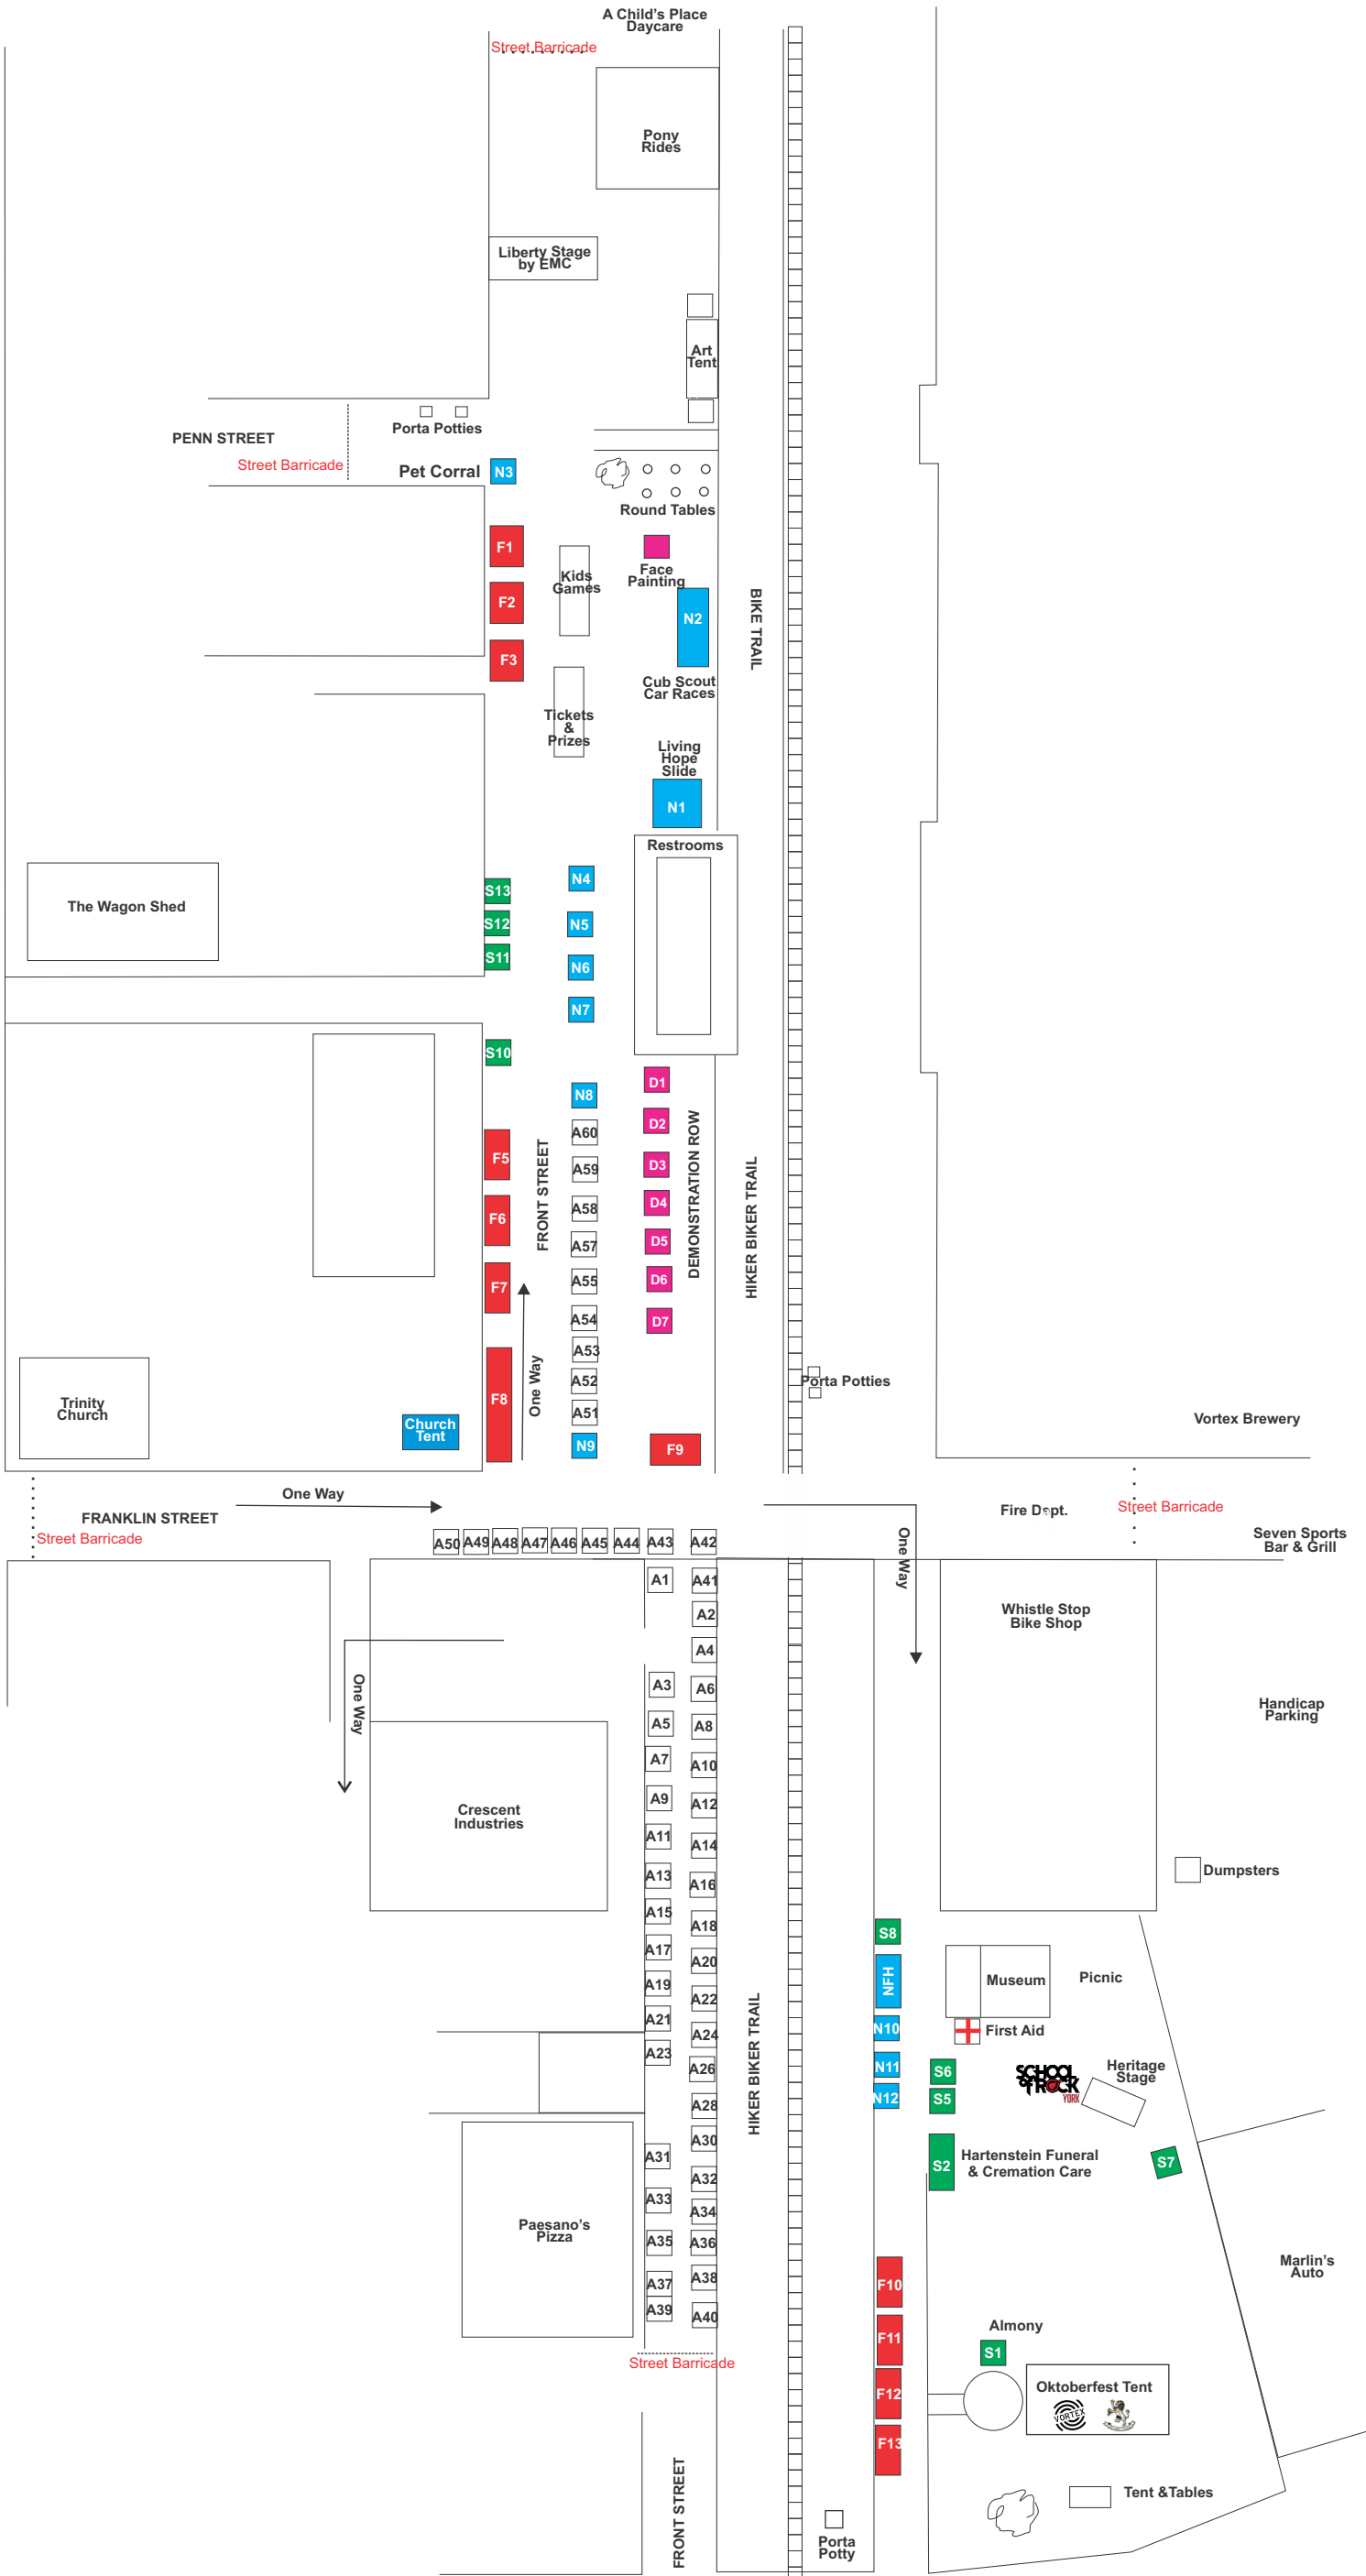 A Child's Place
Daycare
Street Barricade
Pony
Rides
Liberty Stage
by EMC
Art
Tent
Porta Potties
PENN STREET
Street Barricade
Pet Corral
N3
Round Tables
F1
Face
Painting
Kids
Games
F2
N2
BIKE TRAIL
F3
Cub Scout
Car Races
Tickets
&
Prizes
Living
Hope
Slide
N1
Restrooms
N4
S13
The Wagon Shed
S12
N5
S11
N6
N7
S10
D1
N8
D2
A60
F5
D3
A59
FRONT STREET
DEMONSTRATION ROW
HIKER BIKER TRAIL
D4
A58
F6
D5
A57
D6
A55
F7
D7
A54
A53
A52
Porta Potties
One Way
F8
Trinity
Church
A51
Church
Tent
N9
F9
Vortex Brewery
One Way
FRANKLIN STREET
Street Barricade
Fire Dept.
Street Barricade
Seven Sports
Bar & Grill
A50
A49
A48
A47
A46
A45
A44
A43
A42
One Way
A1
A41
A2
Whistle Stop
Bike Shop
A4
A3
A6
One Way
Handicap
Parking
A5
A8
A7
A10
A9
A12
Crescent
Industries
A11
A14
A13
A16
Dumpsters
A15
A18
S8
A17
A20
A19
A22
NFH
Museum
Picnic
A21
A24
N10
First Aid
A23
A26
N11
S6
SCHOOL
of ROCK
YORK
Heritage
Stage
HIKER BIKER TRAIL
A28
N12
S5
A30
A31
A32
S2
Hartenstein Funeral
& Cremation Care
S7
A33
A34
Paesano's
Pizza
A35
A36
A37
A38
F10
Marlin's
Auto
A39
A40
F11
Almony
S1
Street Barricade
F12
Oktoberfest Tent
VORTEX
F13
FRONT STREET
Tent &Tables
Porta
Potty